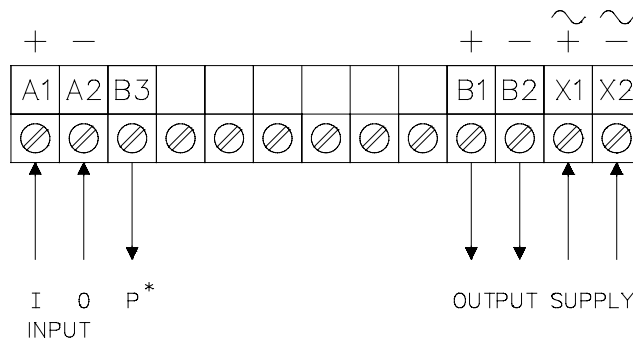 ∼ ∼
+ − + − + −
A1 A2 B3 B1 B2 X1 X2
I O P*
INPUT
OUTPUT SUPPLY